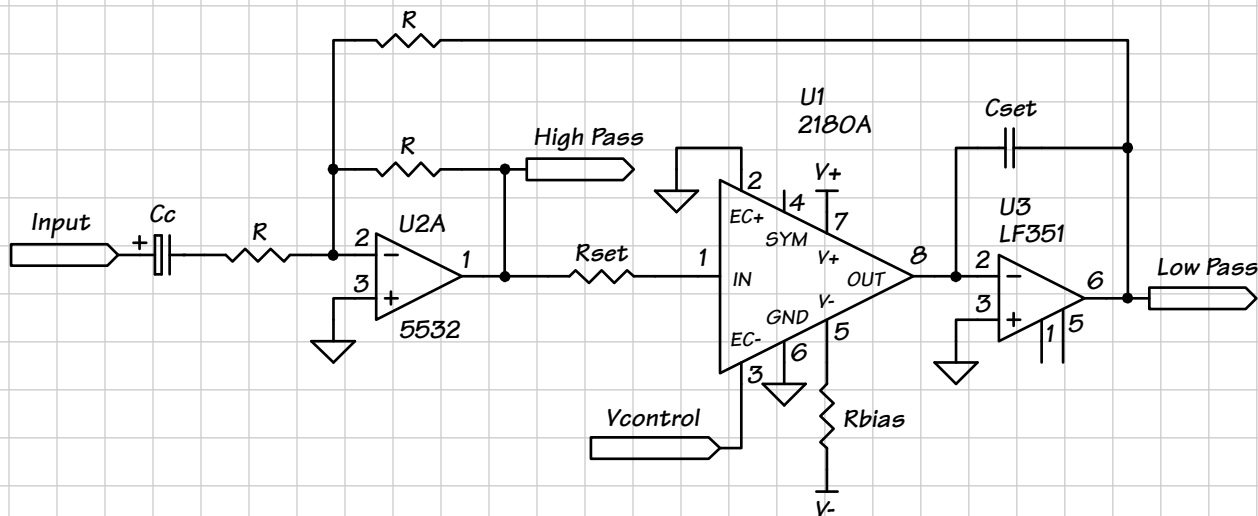 R
U1
2180A
Cset
R
High Pass
V+
2
4
7
EC+
SYM
V+
Input
+
Cc
R
2
U2A
−
1
Rset
1
IN
OUT
8
U3
LF351
2
−
6
Low Pass
3
+
5532
V-
GND
EC-
6
5
3
3
+
1
5
Vcontrol
Rbias
V-